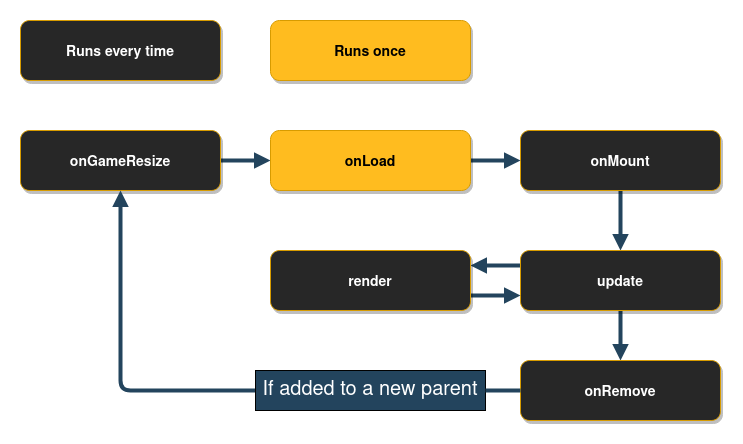 Runs every time
Runs once
onGameResize
onLoad
onMount
render
update
If added to a new parent
onRemove